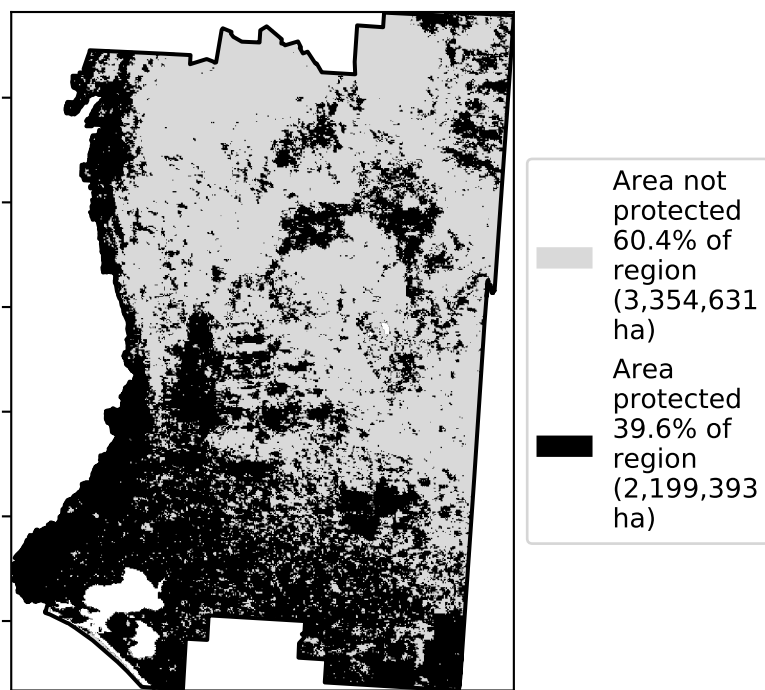 Area not
protected
60.4% of
region
(3,354,631
ha)
Area
protected
39.6% of
region
(2,199,393
ha)